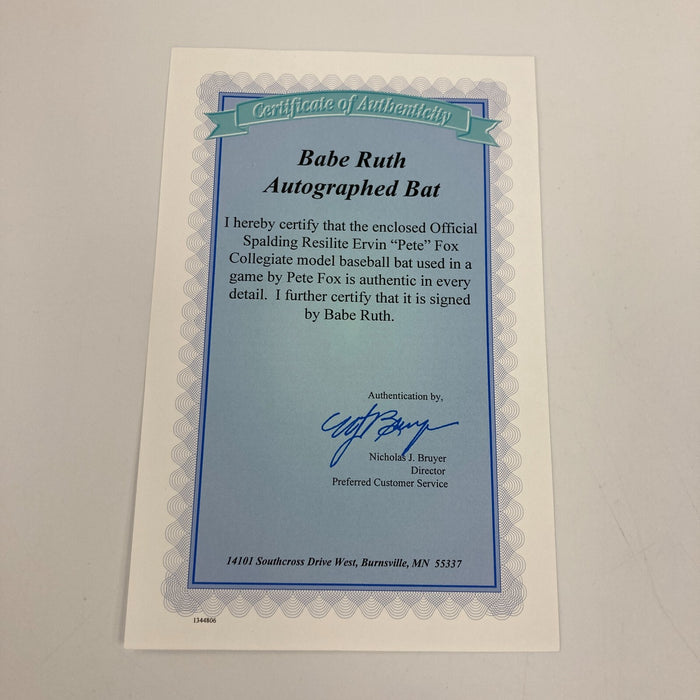 Certificate of Authenticity
Babe Ruth
Autographed Bat
I hereby certify that the enclosed Official
Spalding Resilite Ervin “Pete” Fox
Collegiate model baseball bat used in a
game by Pete Fox is authentic in every
detail. I further certify that it is signed
by Babe Ruth.
Authentication by,
Nicholas J. Bruyer
Director
Preferred Customer Service
14101 Southcross Drive West, Burnsville, MN 55337
1344806